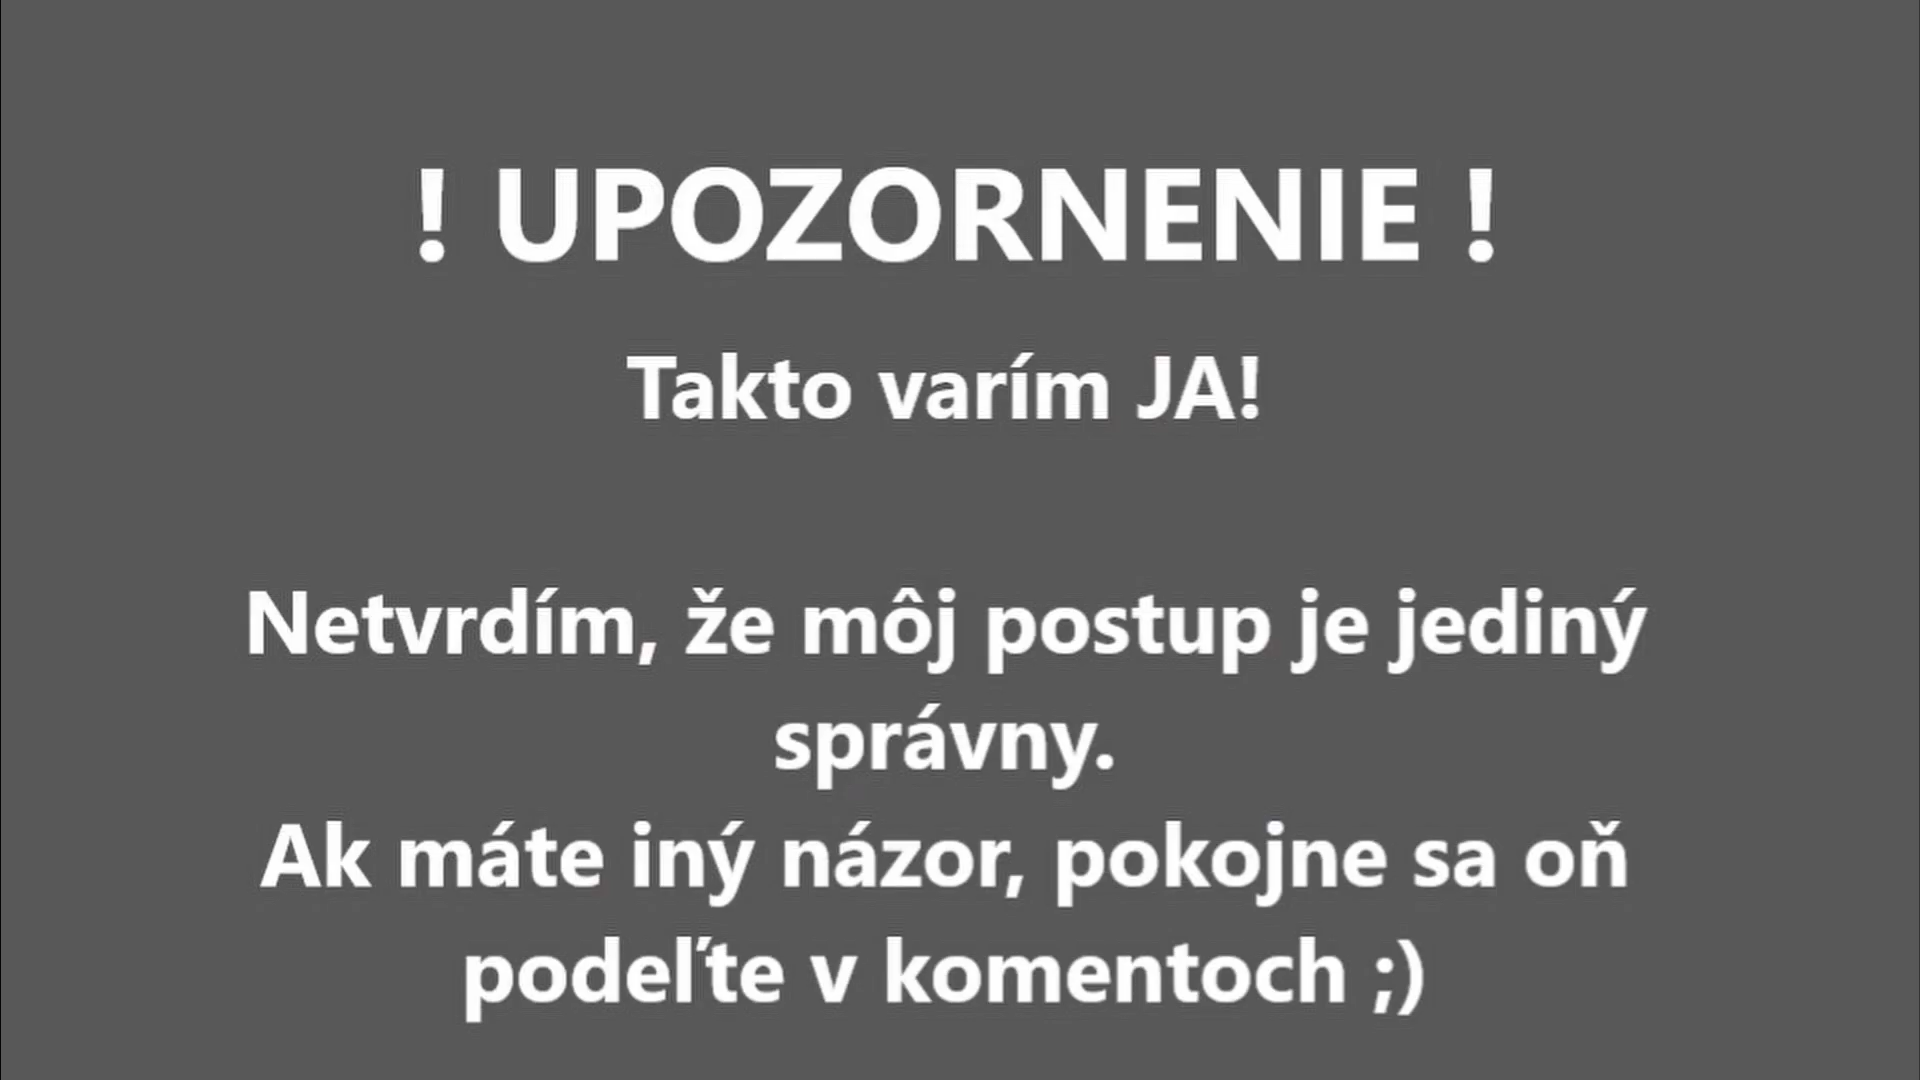 ! UPOZORNENIE !
Takto varím JA!
Netvrdím, že môj postup je jediný
správny.
Ak máte iný názor, pokojne sa oň
podeľte v komentoch ;)